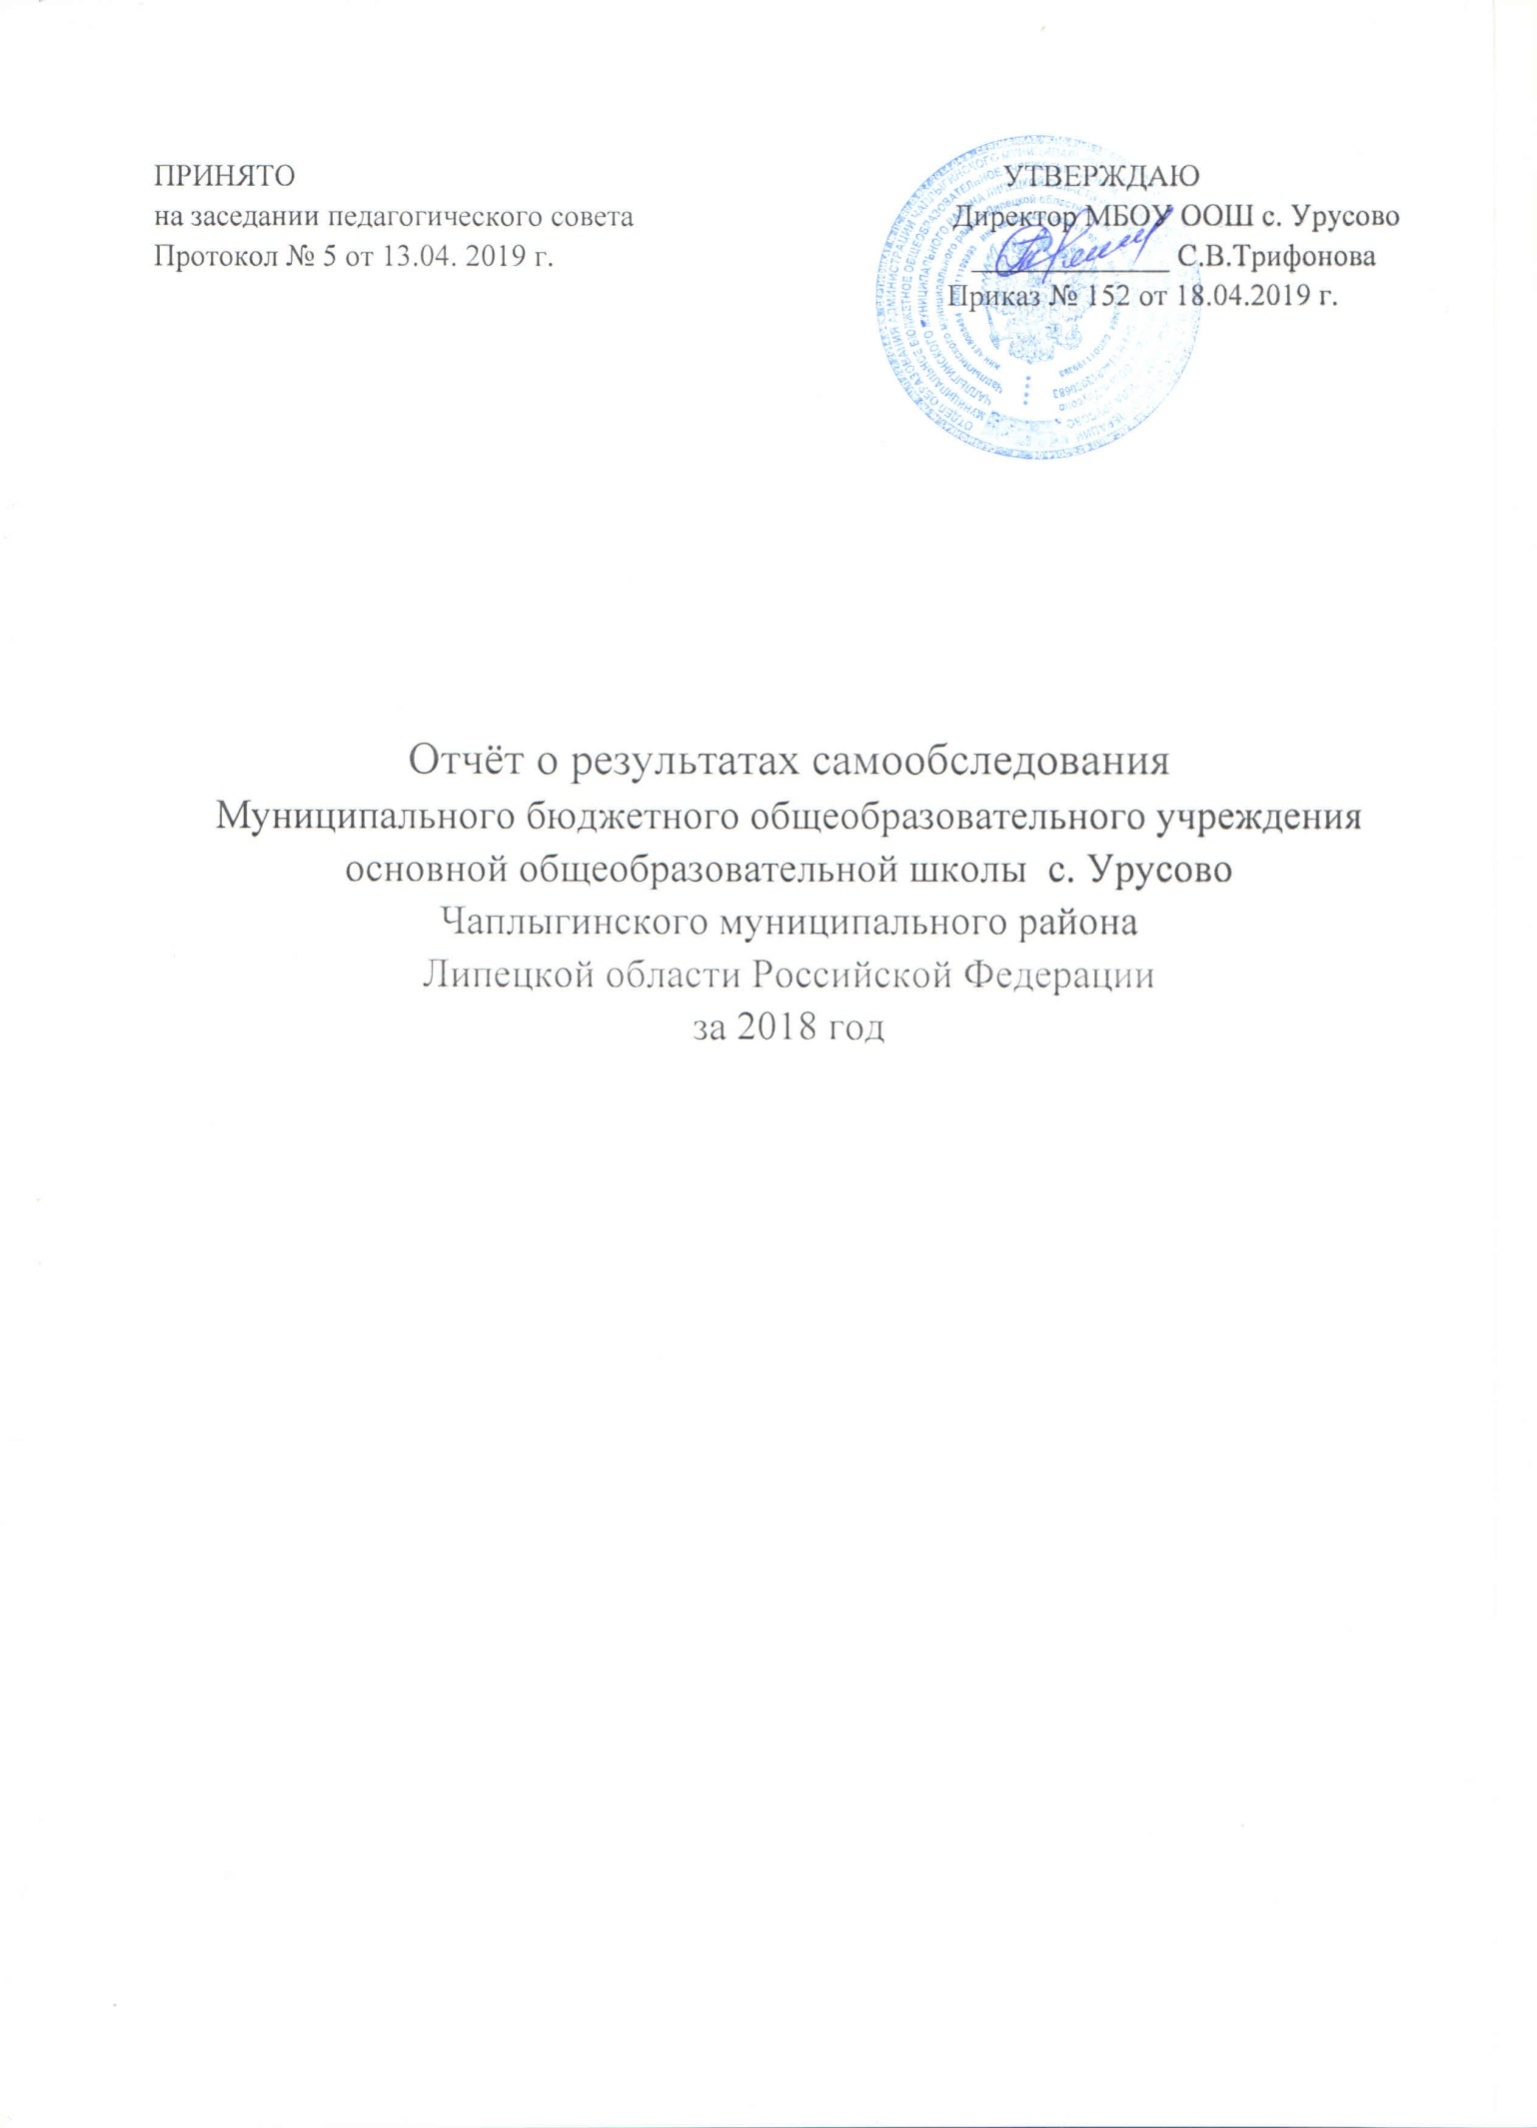 ПРИНЯТО
на заседании педагогического совета
Протокол № 5 от 13.04. 2019 г.
УТВЕРЖДАЮ
Директор МБОУ ООШ с. Урусово
______________ С.В.Трифонова
Приказ № 152 от 18.04.2019 г.
Отчёт о результатах самообследования
Муниципального бюджетного общеобразовательного учреждения
основной общеобразовательной школы с. Урусово
Чаплыгинского муниципального района
Липецкой области Российской Федерации
за 2018 год